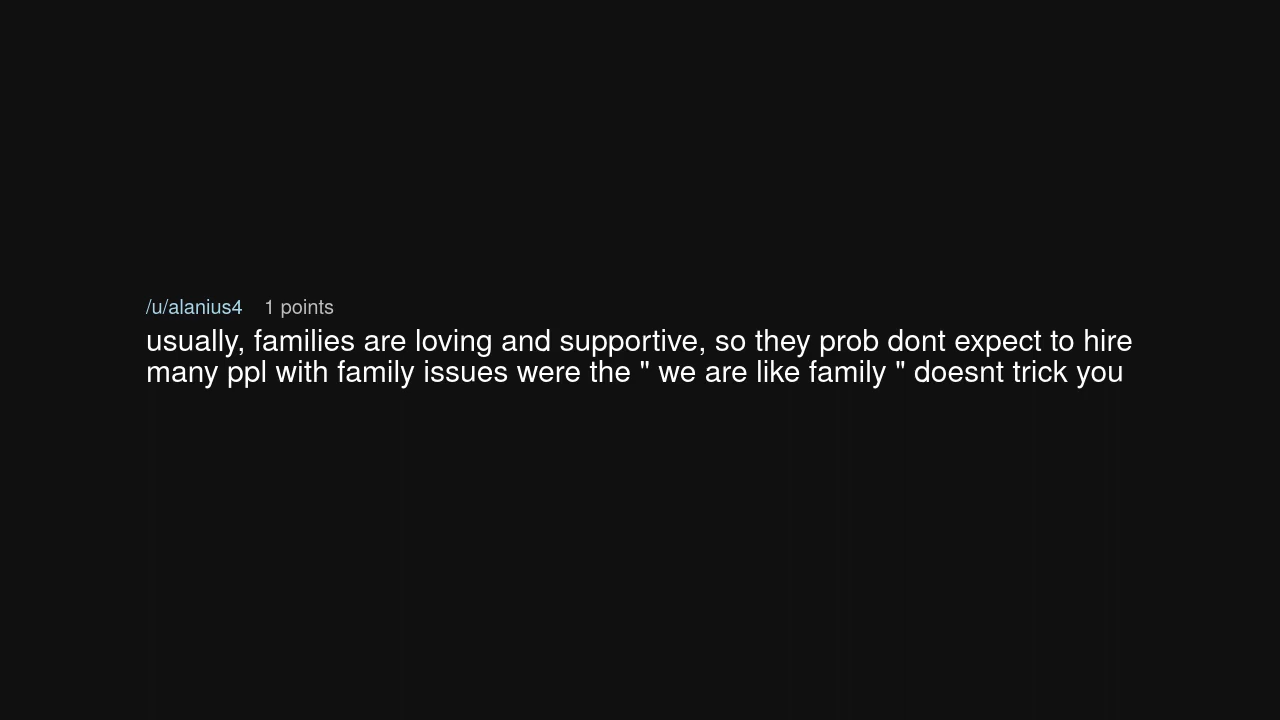 /u/alanius4 1 points
usually, families are loving and supportive, so they prob dont expect to hire
many ppl with family issues were the " we are like family " doesnt trick you